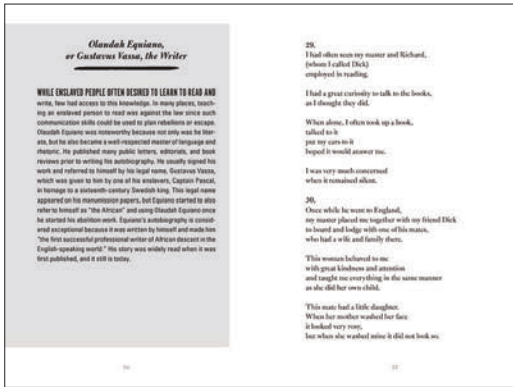 Olaudah Equiano,
or Gustavus Vassa, the Writer
WHILE ENSLAVED PEOPLE OFTEN DESIRED TO LEARN TO READ AND
write, few had access to this knowledge. In many places, teach-
ing an enslaved person to read was against the law since such
communication skills could be used to plan rebellions or escape.
Olaudah Equiano was noteworthy because not only was he liter-
ate, but he also became a well-respected master of language and
rhetoric. He published many public letters, editorials, and book
reviews prior to writing his autobiography. He usually signed his
work and referred to himself by his legal name, Gustavus Vassa,
which was given to him by one of his enslavers, Captain Pascal,
in homage to a sixteenth-century Swedish king. This legal name
appeared on his manumission papers, but Equiano started to also
refer to himself as "the African" and using Olaudah Equiano once
he started his abolition work. Equiano's autobiography is consid-
ered exceptional because it was written by himself and made him
"the first successful professional writer of African descent in the
English-speaking world." His story was widely read when it was
first published, and it still is today.
29.
I had often seen my master and Richard,
(whom I called Dick)
employed in reading.
I had a great curiosity to talk to the books,
as I thought they did.
When alone, I often took up a book,
talked to it
put my ears to it
hoped it would answer me.
I was very much concerned
when it remained silent.
30.
Once while he went to England,
my master placed me together with my friend Dick
to board and lodge with one of his mates,
who had a wife and family there.
This woman behaved to me
with great kindness and attention
and taught me everything in the same manner
as she did her own child.
This mate had a little daughter.
When her mother washed her face
it looked very rosy,
but when she washed mine it did not look so.